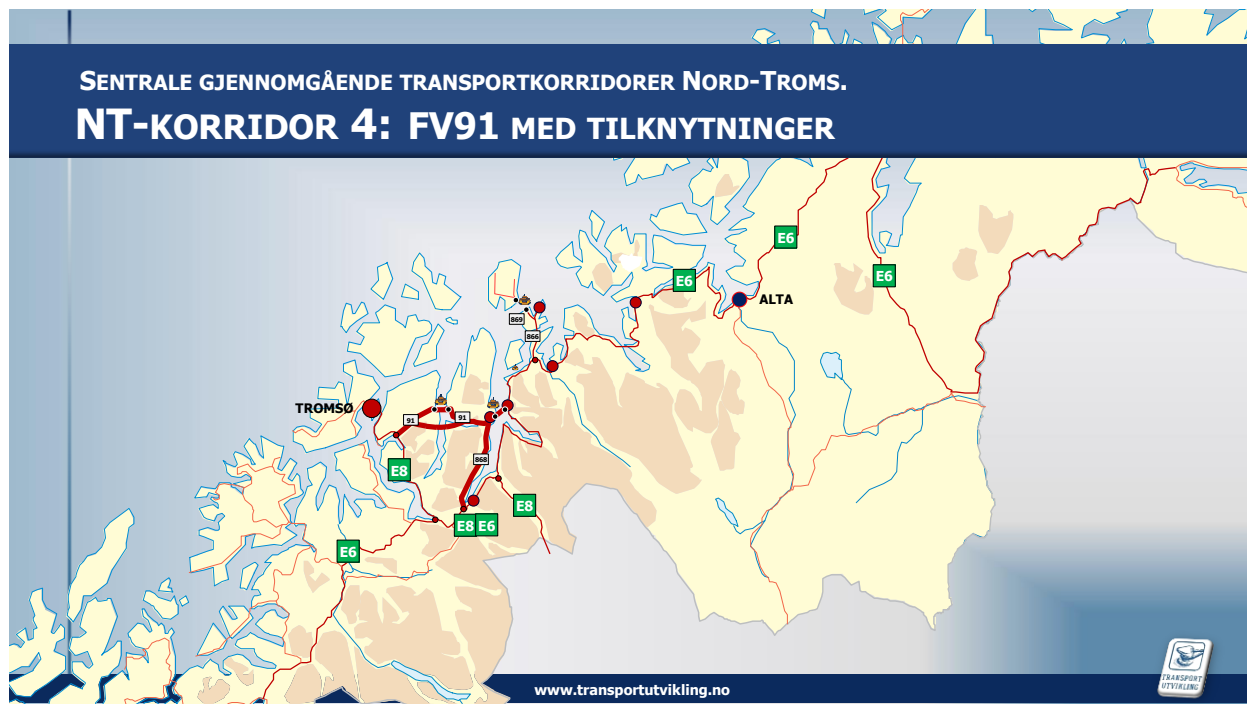 SENTRALE GJENNOMGÅENDE TRANSPORTKORRIDORER NORD-TROMS.
NT-KORRIDOR 4: FV91 MED TILKNYTNINGER
E6
E6
E6
ALTA
869
866
TROMSØ
91
91
868
E8
E8
E8 E6
E6
www.transportutvikling.no
TRANSPORT
UTVIKLING